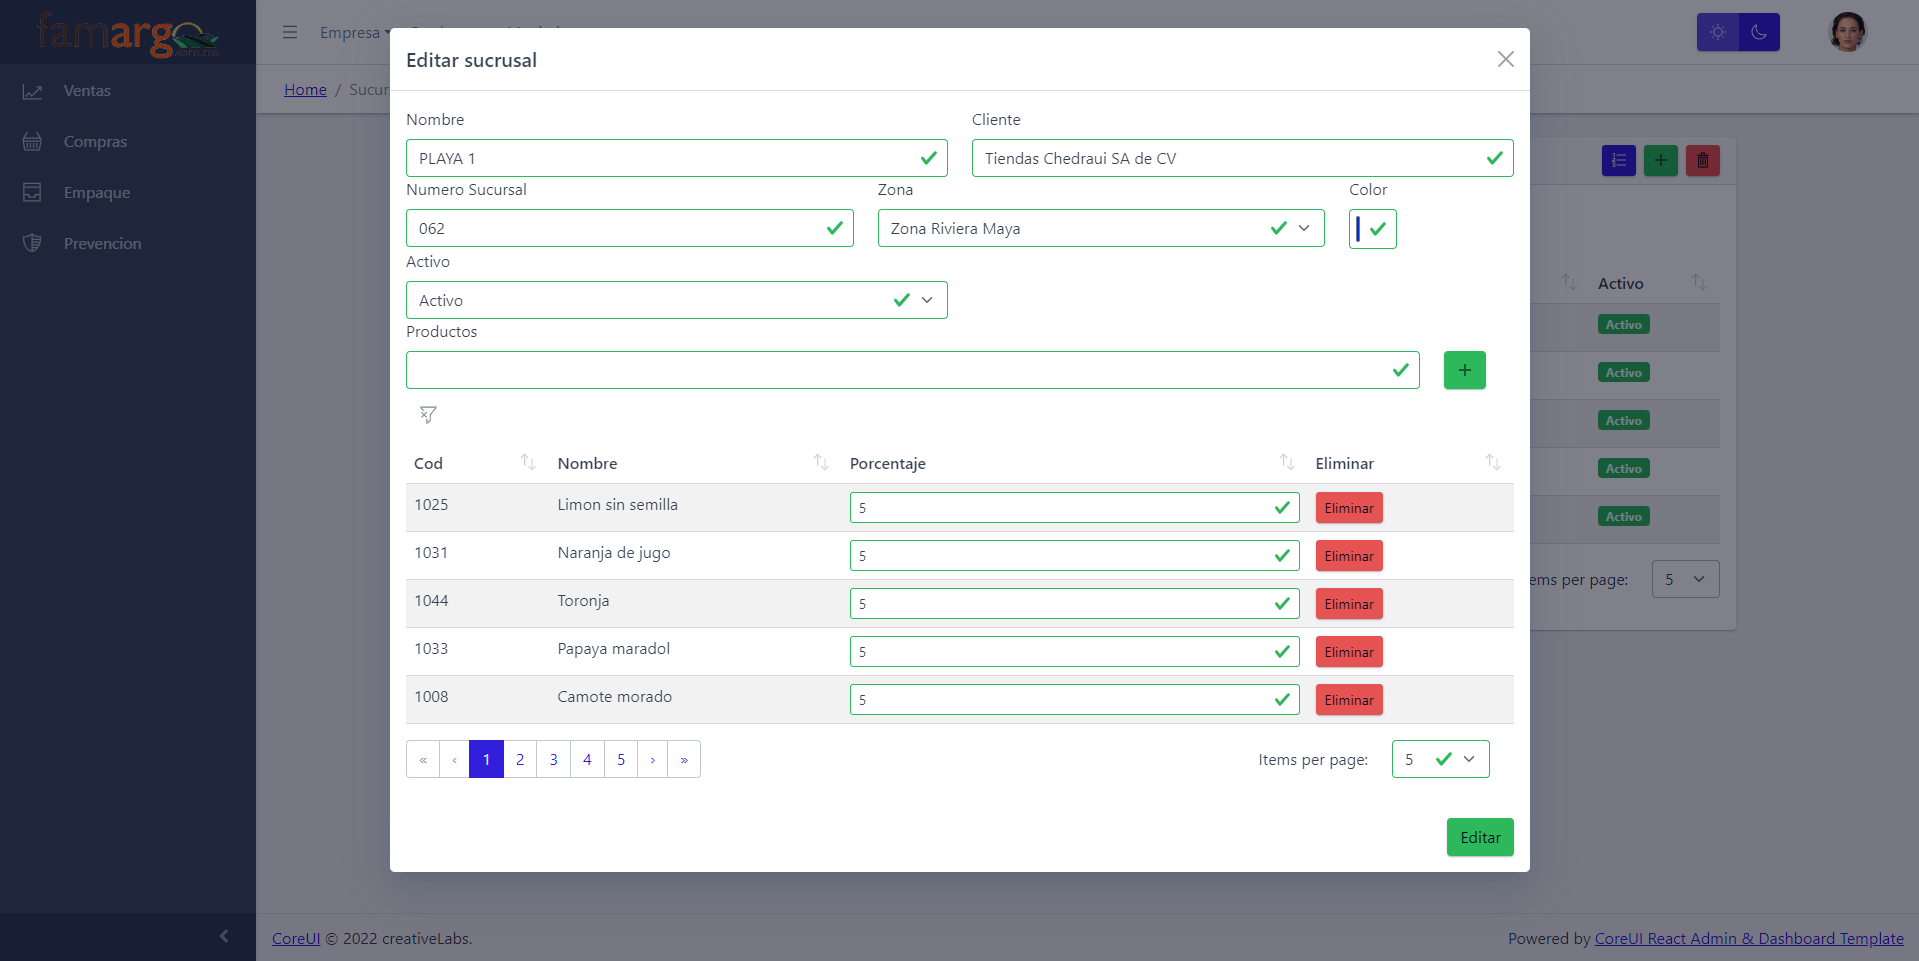 famargo
Empresa
Editar sucrusal
Ventas
Compras
Empaque
Prevencion
Home / Sucur
Nombre
Cliente
PLAYA 1
Tiendas Chedraui SA de CV
Numero Sucursal
Zona
Color
062
Zona Riviera Maya
Activo
Activo
Productos
+
+
Cod
Nombre
Porcentaje
Eliminar
1025 Limon sin semilla 5 Eliminar
1031 Naranja de jugo 5 Eliminar
1044 Toronja 5 Eliminar
1033 Papaya maradol 5 Eliminar
1008 Camote morado 5 Eliminar
« ‹ 1 2 3 4 5 › »
Items per page: 5
Editar
Activo
Activo
Activo
Activo
Activo
Activo
ems per page: 5
CoreUI © 2022 creativeLabs.
Powered by CoreUI React Admin & Dashboard Template